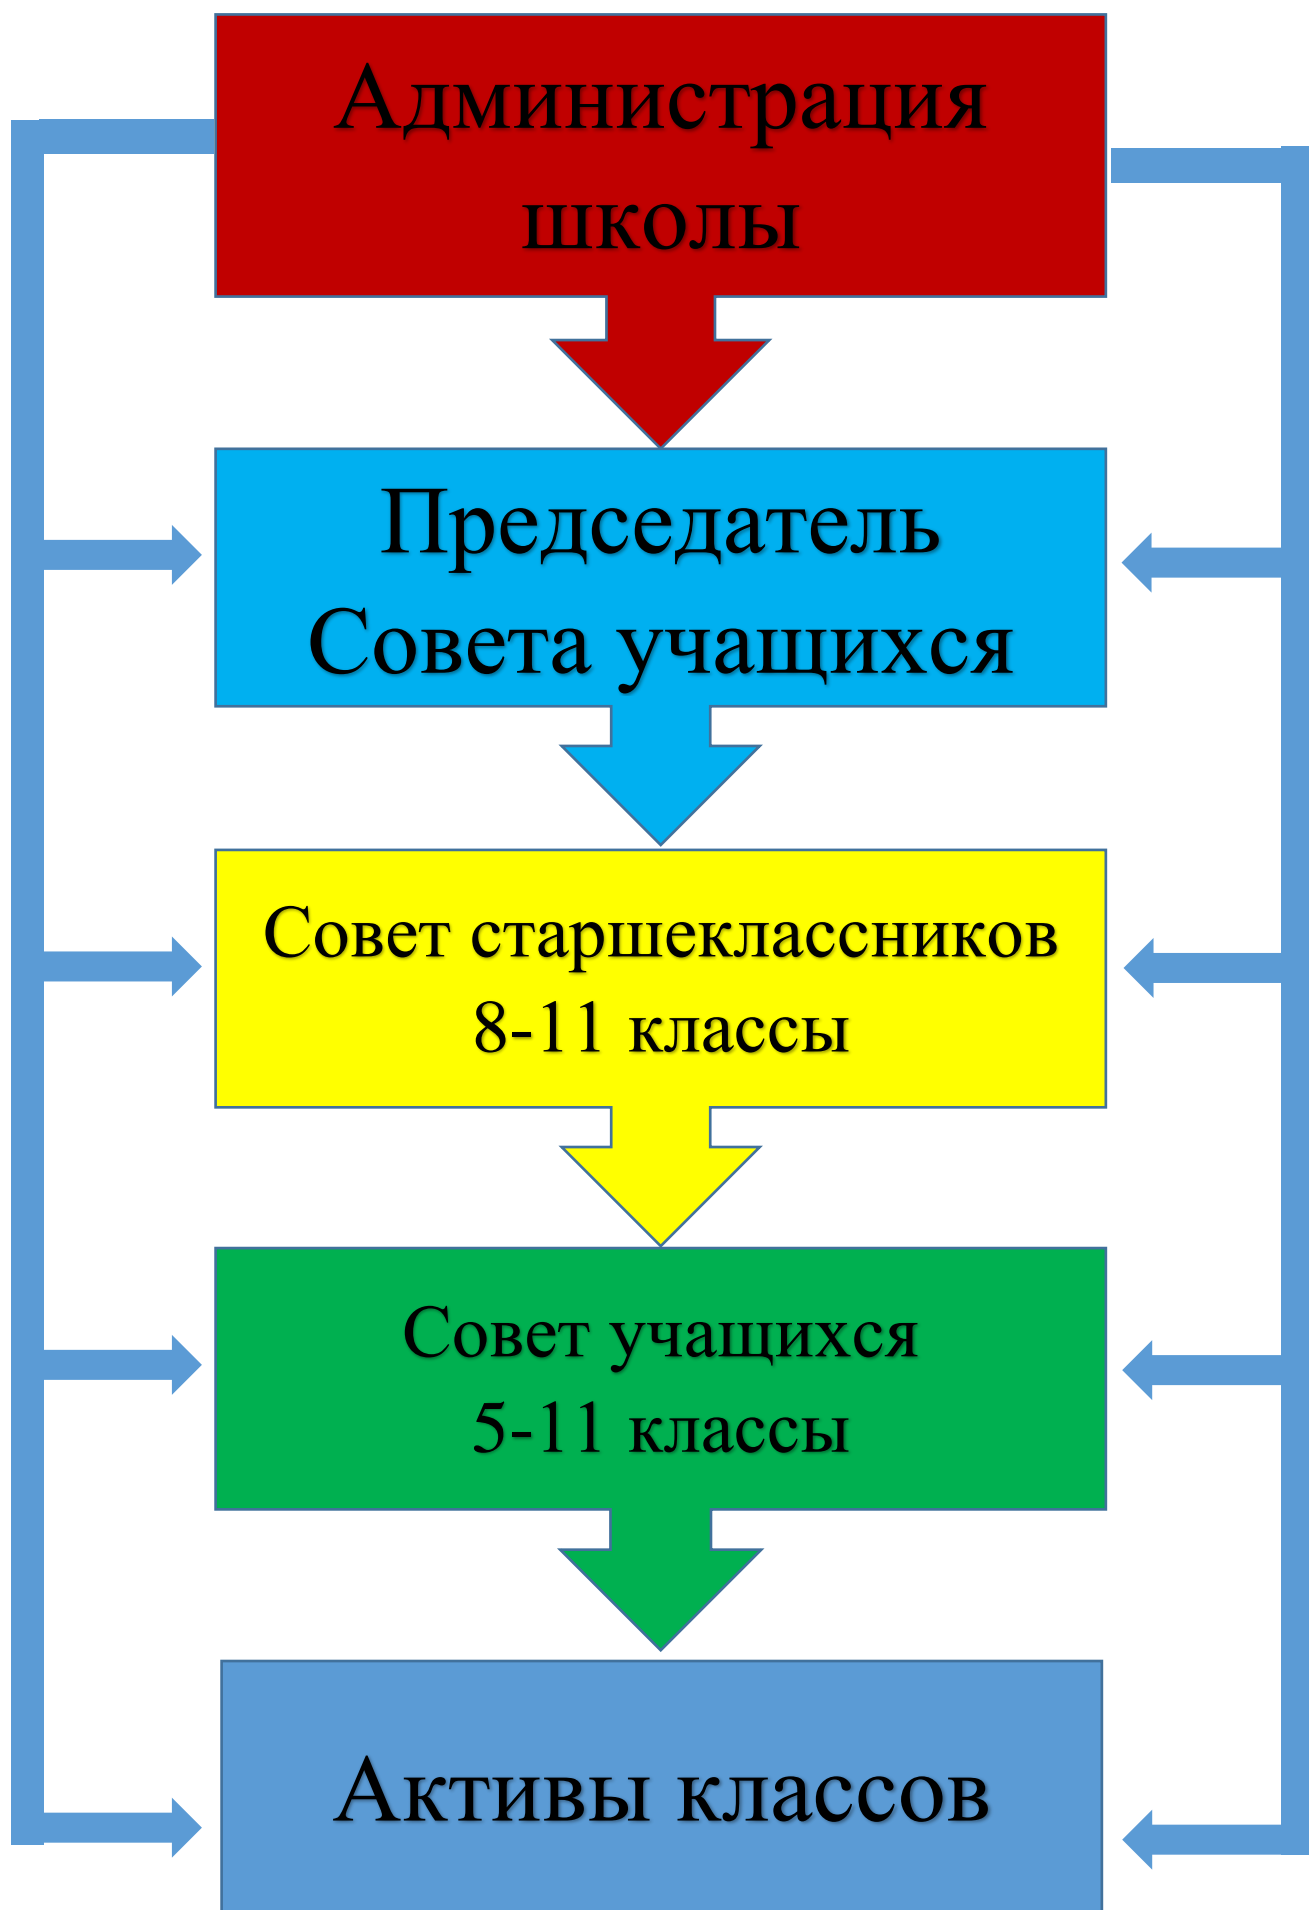 Администрация
школы
Председатель
Совета учащихся
Совет старшеклассников
8-11 классы
Совет учащихся
5-11 классы
Активы классов